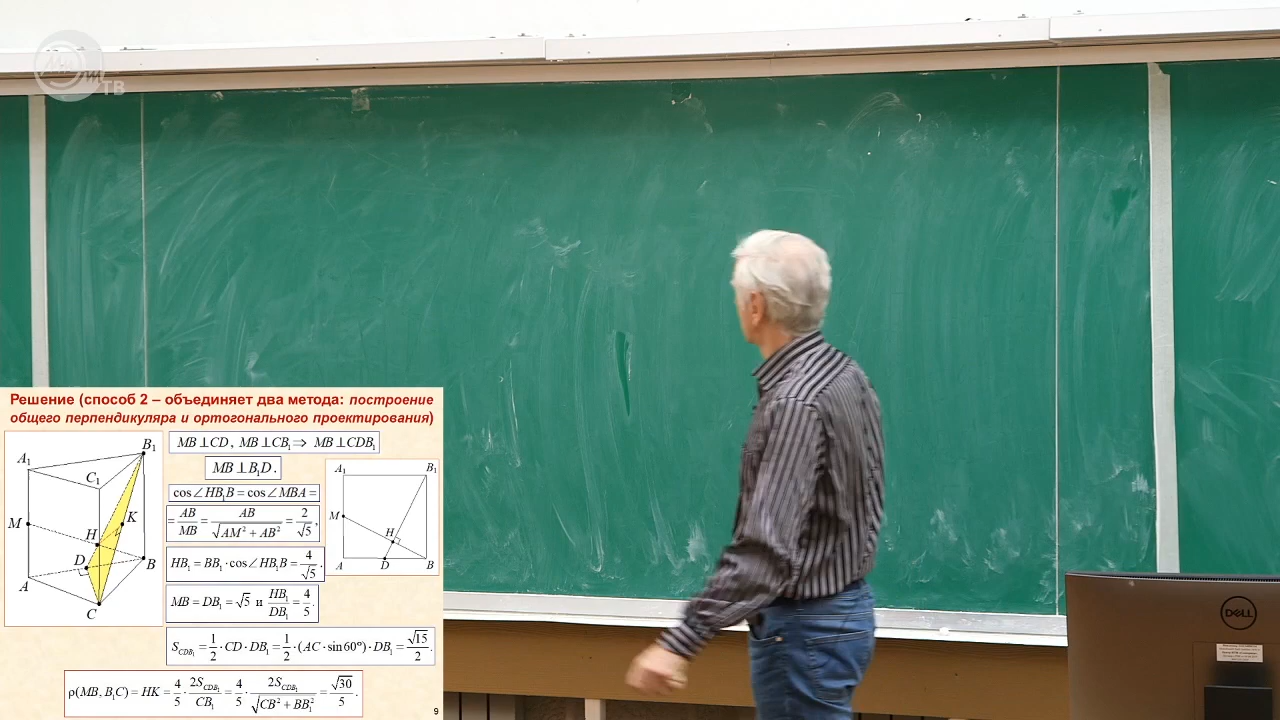 ТВ
Решение (способ 2 – объединяет два метода: построение
общего перпендикуляра и ортогонального проектирования)
MB ⊥ CD, MB ⊥ CB₁ ⇒ MB ⊥ CDB₁
MB ⊥ B₁D.
cos∠HB₁B = cos∠MBA =
= AB/MB = AB/√(AM² + AB²) = 2/√5,
HB₁ = BB₁ · cos∠HB₁B = 4/√5.
MB = DB₁ = √5 и HB₁/DB₁ = 4/5.
S_CDB₁ = 1/2 · CD · DB₁ = 1/2 · (AC · sin 60°) · DB₁ = √15/2.
ρ(MB, B₁C) = HK = 4/5 · 2S_CDB₁/CB₁ = 4/5 · 2S_CDB₁/√(CB² + BB₁²) = √30/5
A₁
B₁
C₁
M
K
H
D
B
A
C
A₁
B₁
M
H
A
D
B
9
DELL